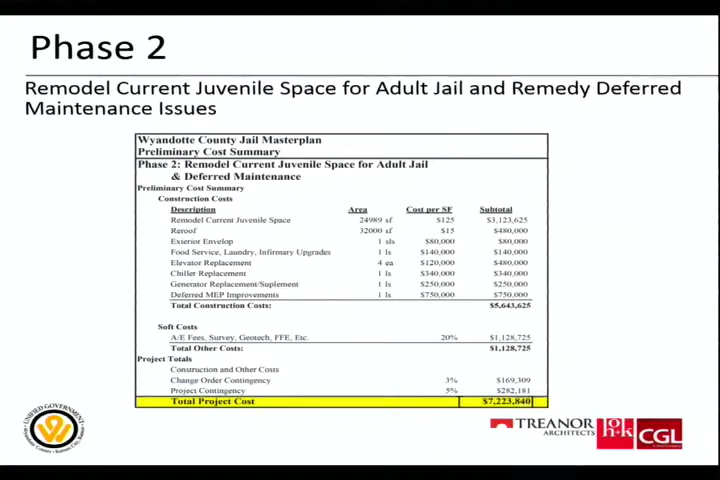 Phase 2
Remodel Current Juvenile Space for Adult Jail and Remedy Deferred
Maintenance Issues
Wyandotte County Jail Masterplan
Preliminary Cost Summary
Phase 2: Remodel Current Juvenile Space for Adult Jail
& Deferred Maintenance
Preliminary Cost Summary
Construction Costs
Description Area Cost per SF Subtotal
Remodel Current Juvenile Space 24989 sf $125 $3,123,625
Reroof 32000 sf $15 $480,000
Exterior Envelop 1 sls $80,000 $80,000
Food Service, Laundry, Infirmary Upgrades 1 ls $140,000 $140,000
Elevator Replacement 4 ea $120,000 $480,000
Chiller Replacement 1 ls $340,000 $340,000
Generator Replacement/Suplement 1 ls $250,000 $250,000
Deferred MEP Improvements 1 ls $750,000 $750,000
Total Construction Costs: $5,643,625
Soft Costs
A/E Fees, Survey, Geotech, FFE, Etc. 20% $1,128,725
Total Other Costs: $1,128,725
Project Totals
Construction and Other Costs
Change Order Contingency 3% $169,309
Project Contingency 5% $282,181
Total Project Cost $7,223,840
UNIFIED GOVERNMENT
TREANOR
ARCHITECTS
hok
CGL